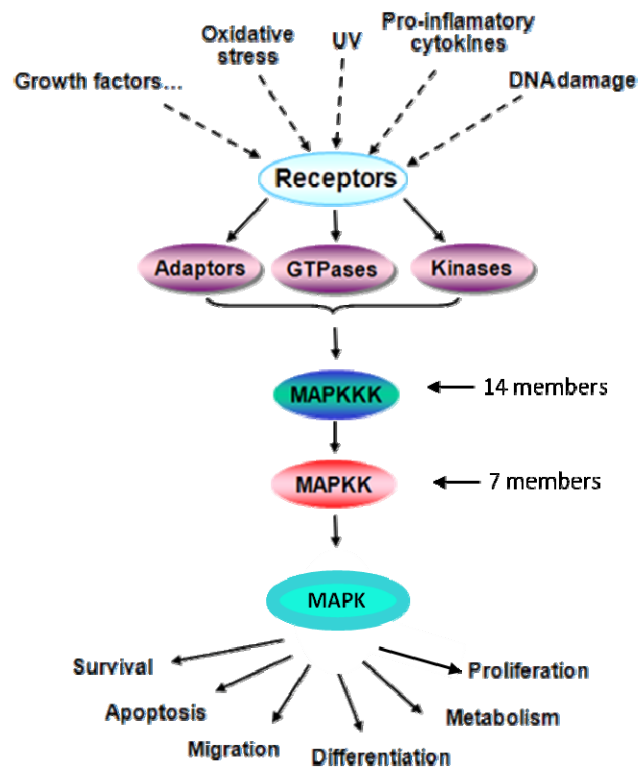 Growth factors...
Oxidative
stress
UV
Pro-inflamatory
cytokines
DNA damage
Receptors
Adaptors
GTPases
Kinases
MAPKKK
14 members
MAPKK
7 members
MAPK
Survival
Apoptosis
Migration
Differentiation
Metabolism
Proliferation